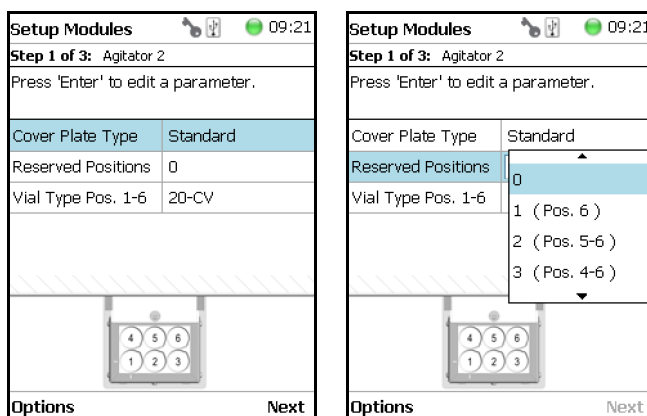 Setup Modules 09:21
Step 1 of 3: Agitator 2
Press 'Enter' to edit a parameter.
Cover Plate Type Standard
Reserved Positions 0
Vial Type Pos. 1-6 20-CV
4 5 6
1 2 3
Options Next
Setup Modules 09:21
Step 1 of 3: Agitator 2
Press 'Enter' to edit a parameter.
Cover Plate Type Standard
Reserved Positions
0
Vial Type Pos. 1-6
1 ( Pos. 6 )
2 ( Pos. 5-6 )
3 ( Pos. 4-6 )
4 5 6
1 2 3
Options Next